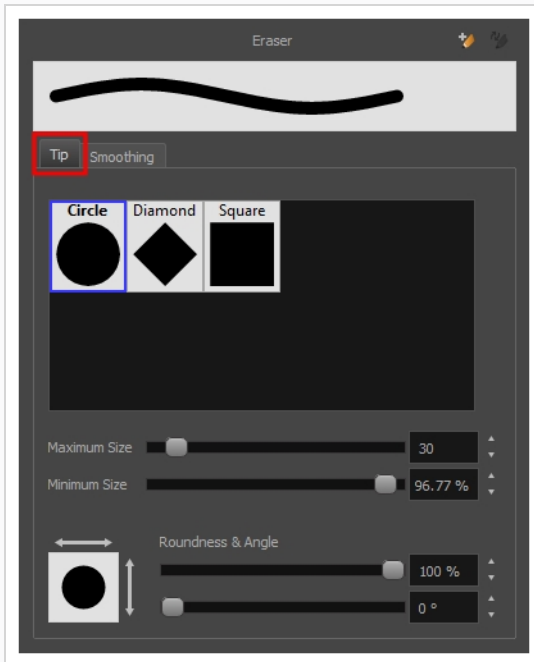 Eraser
Tip Smoothing
Circle Diamond Square
Maximum Size 30
Minimum Size 96.77 %
Roundness & Angle
100 %
0 °